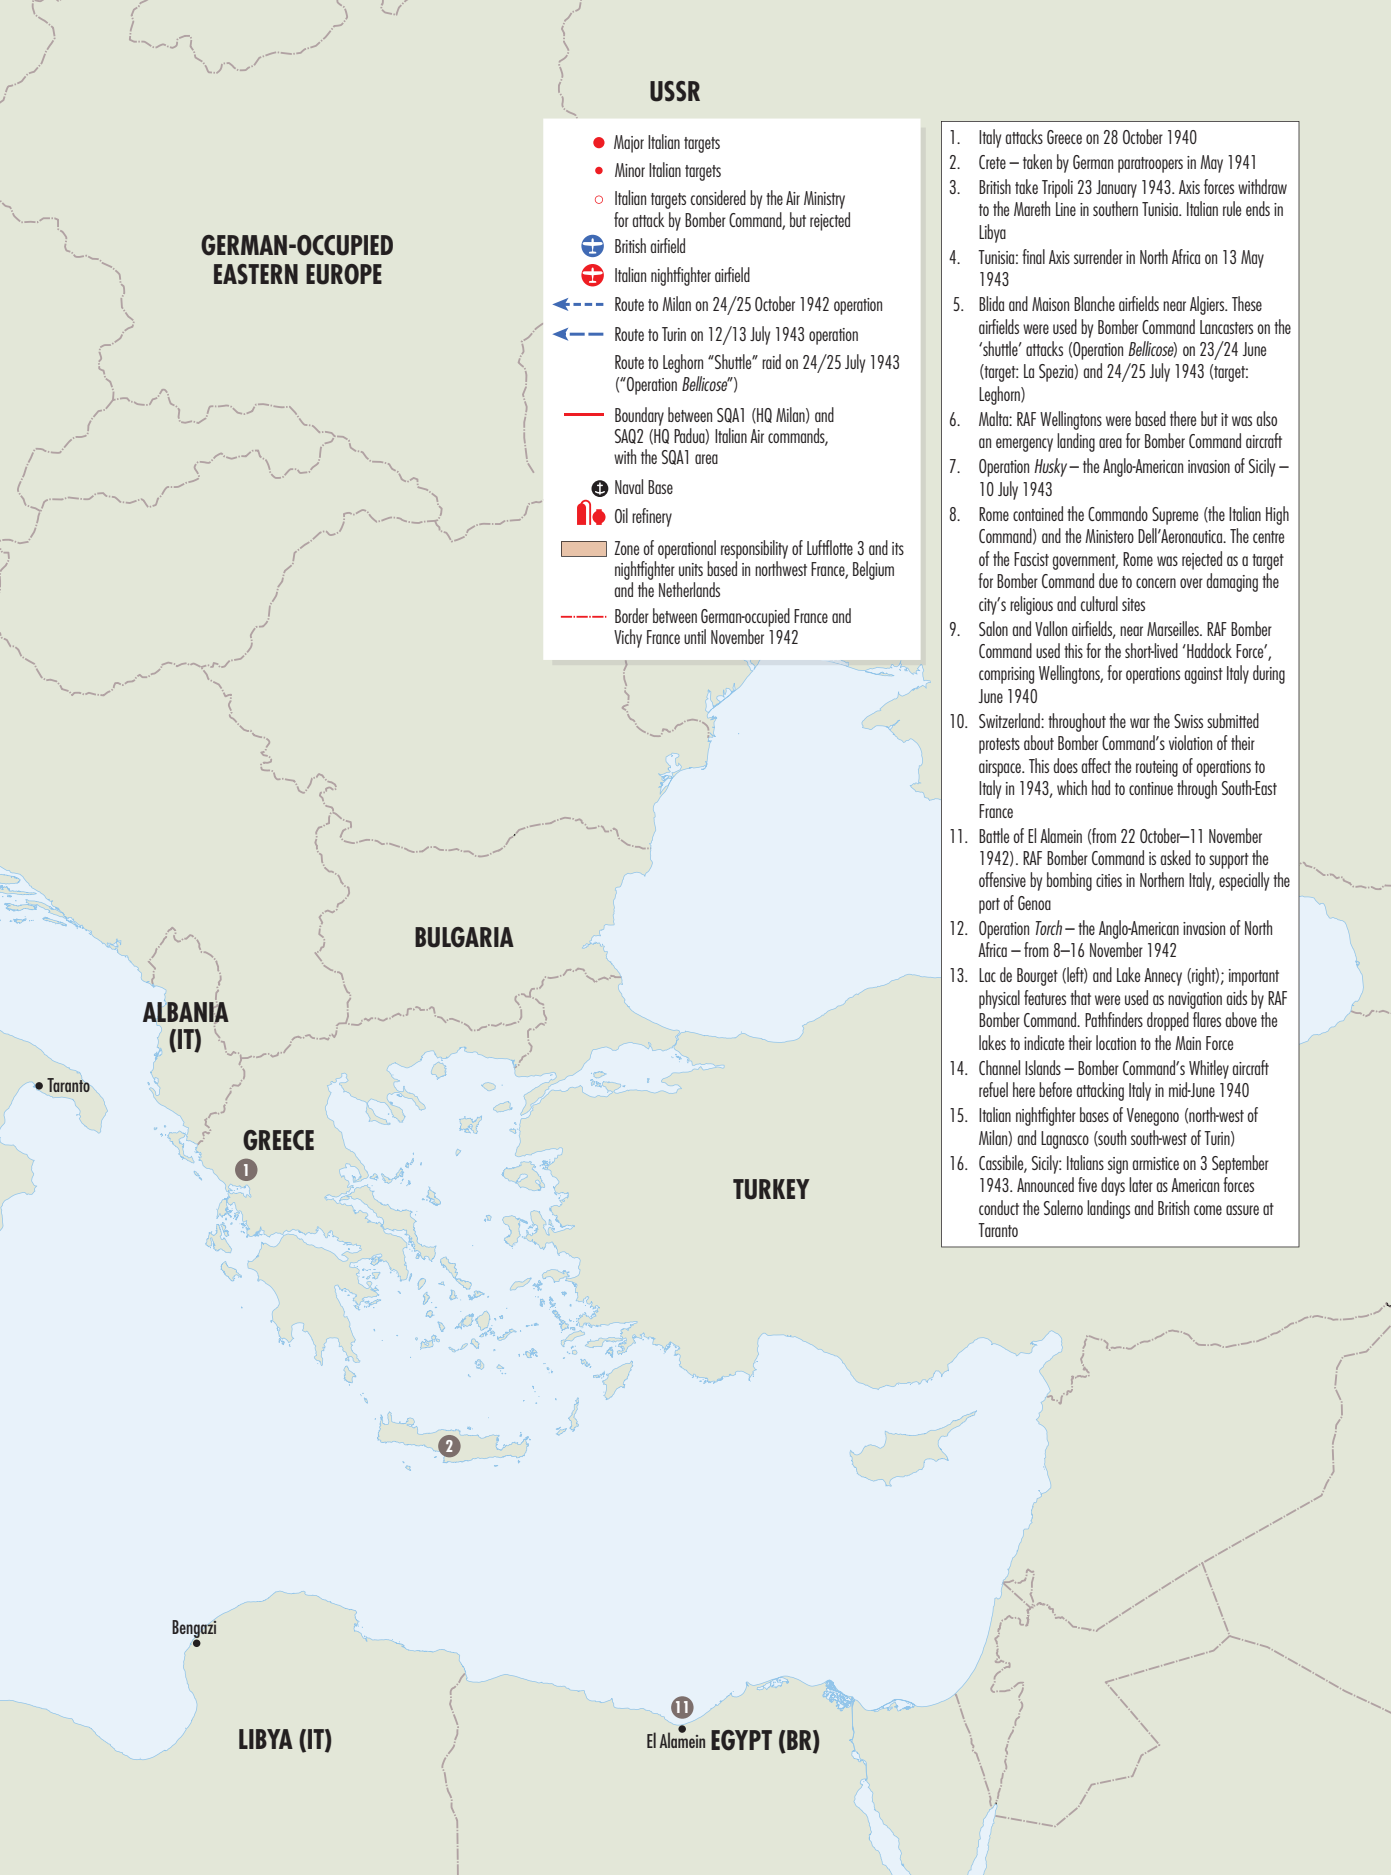 USSR
GERMAN-OCCUPIED
EASTERN EUROPE
Major Italian targets
Minor Italian targets
Italian targets considered by the Air Ministry
for attack by Bomber Command, but rejected
British airfield
Italian nightfighter airfield
Route to Milan on 24/25 October 1942 operation
Route to Turin on 12/13 July 1943 operation
Route to Leghorn “Shuttle” raid on 24/25 July 1943
(“Operation Bellicose”)
Boundary between SQA1 (HQ Milan) and
SAQ2 (HQ Padua) Italian Air commands,
with the SQA1 area
Naval Base
Oil refinery
Zone of operational responsibility of Luftflotte 3 and its
nightfighter units based in northwest France, Belgium
and the Netherlands
Border between German-occupied France and
Vichy France until November 1942
1. Italy attacks Greece on 28 October 1940
2. Crete – taken by German paratroopers in May 1941
3. British take Tripoli 23 January 1943. Axis forces withdraw
to the Mareth Line in southern Tunisia. Italian rule ends in
Libya
4. Tunisia: final Axis surrender in North Africa on 13 May
1943
5. Blida and Maison Blanche airfields near Algiers. These
airfields were used by Bomber Command Lancasters on the
‘shuttle’ attacks (Operation Bellicose) on 23/24 June
(target: La Spezia) and 24/25 July 1943 (target:
Leghorn)
6. Malta: RAF Wellingtons were based there but it was also
an emergency landing area for Bomber Command aircraft
7. Operation Husky – the Anglo-American invasion of Sicily –
10 July 1943
8. Rome contained the Commando Supreme (the Italian High
Command) and the Ministero Dell’Aeronautica. The centre
of the Fascist government, Rome was rejected as a target
for Bomber Command due to concern over damaging the
city’s religious and cultural sites
9. Salon and Vallon airfields, near Marseilles. RAF Bomber
Command used this for the short-lived ‘Haddock Force’,
comprising Wellingtons, for operations against Italy during
June 1940
10. Switzerland: throughout the war the Swiss submitted
protests about Bomber Command’s violation of their
airspace. This does affect the routeing of operations to
Italy in 1943, which had to continue through South-East
France
11. Battle of El Alamein (from 22 October–11 November
1942). RAF Bomber Command is asked to support the
offensive by bombing cities in Northern Italy, especially the
port of Genoa
12. Operation Torch – the Anglo-American invasion of North
Africa – from 8–16 November 1942
13. Lac de Bourget (left) and Lake Annecy (right); important
physical features that were used as navigation aids by RAF
Bomber Command. Pathfinders dropped flares above the
lakes to indicate their location to the Main Force
14. Channel Islands – Bomber Command’s Whitley aircraft
refuel here before attacking Italy in mid-June 1940
15. Italian nightfighter bases of Venegono (north-west of
Milan) and Lagnasco (south south-west of Turin)
16. Cassibile, Sicily: Italians sign armistice on 3 September
1943. Announced five days later as American forces
conduct the Salerno landings and British come assure at
Taranto
BULGARIA
ALBANIA
(IT)
Taranto
GREECE
1
TURKEY
2
Bengazi
LIBYA (IT)
11
El Alamein
EGYPT (BR)